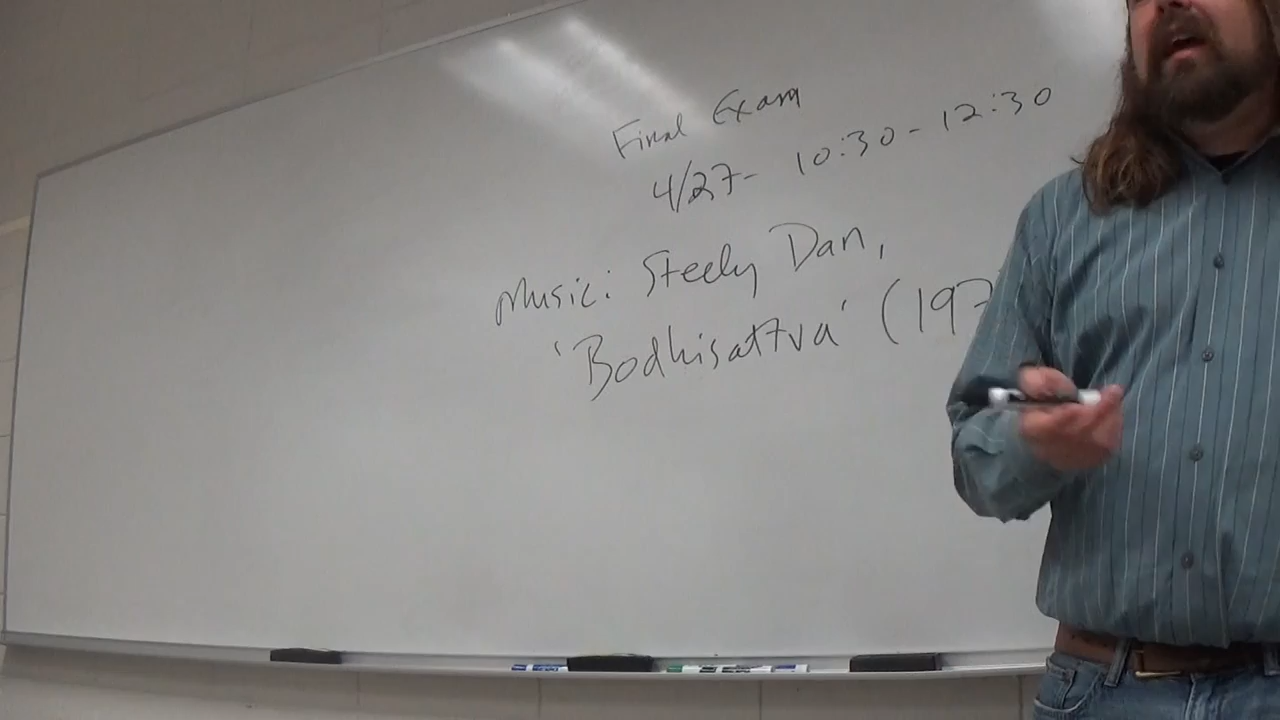 Final Exam
4/27- 10:30-12:30
Music: Steely Dan,
'Bodhisattva' (197